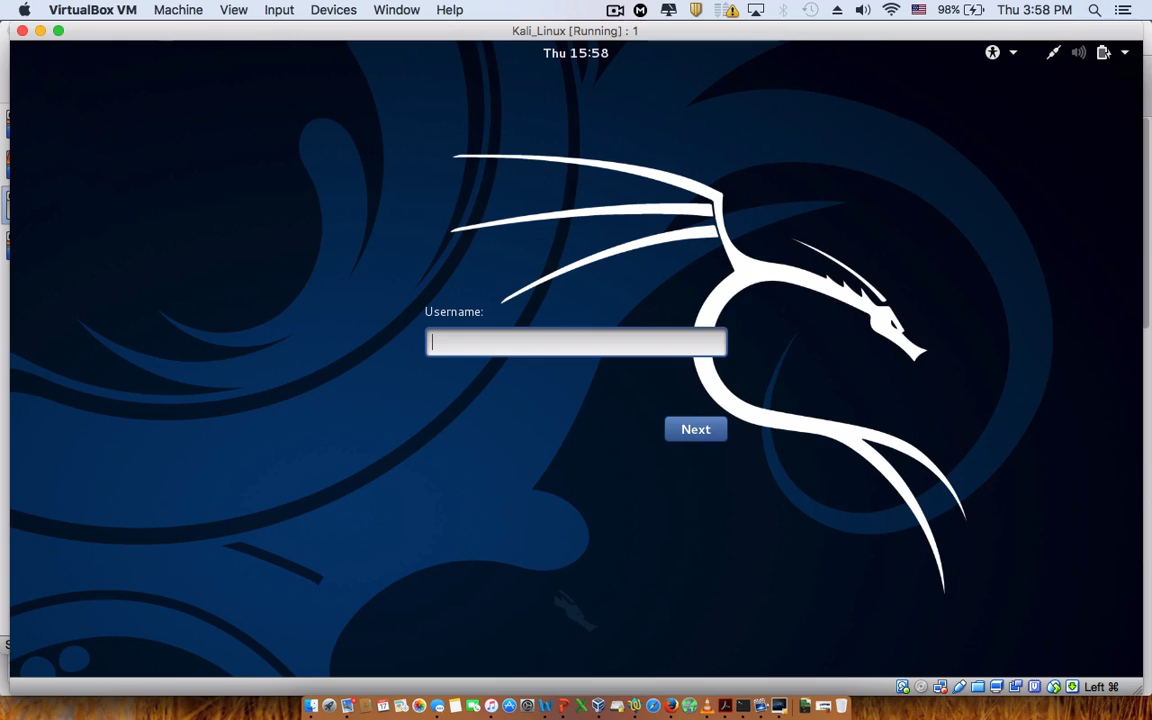 VirtualBox VM Machine View Input Devices Window Help 98% Thu 3:58 PM
Kali_Linux [Running] : 1
Thu 15:58
Username:
Next
Left ⌘